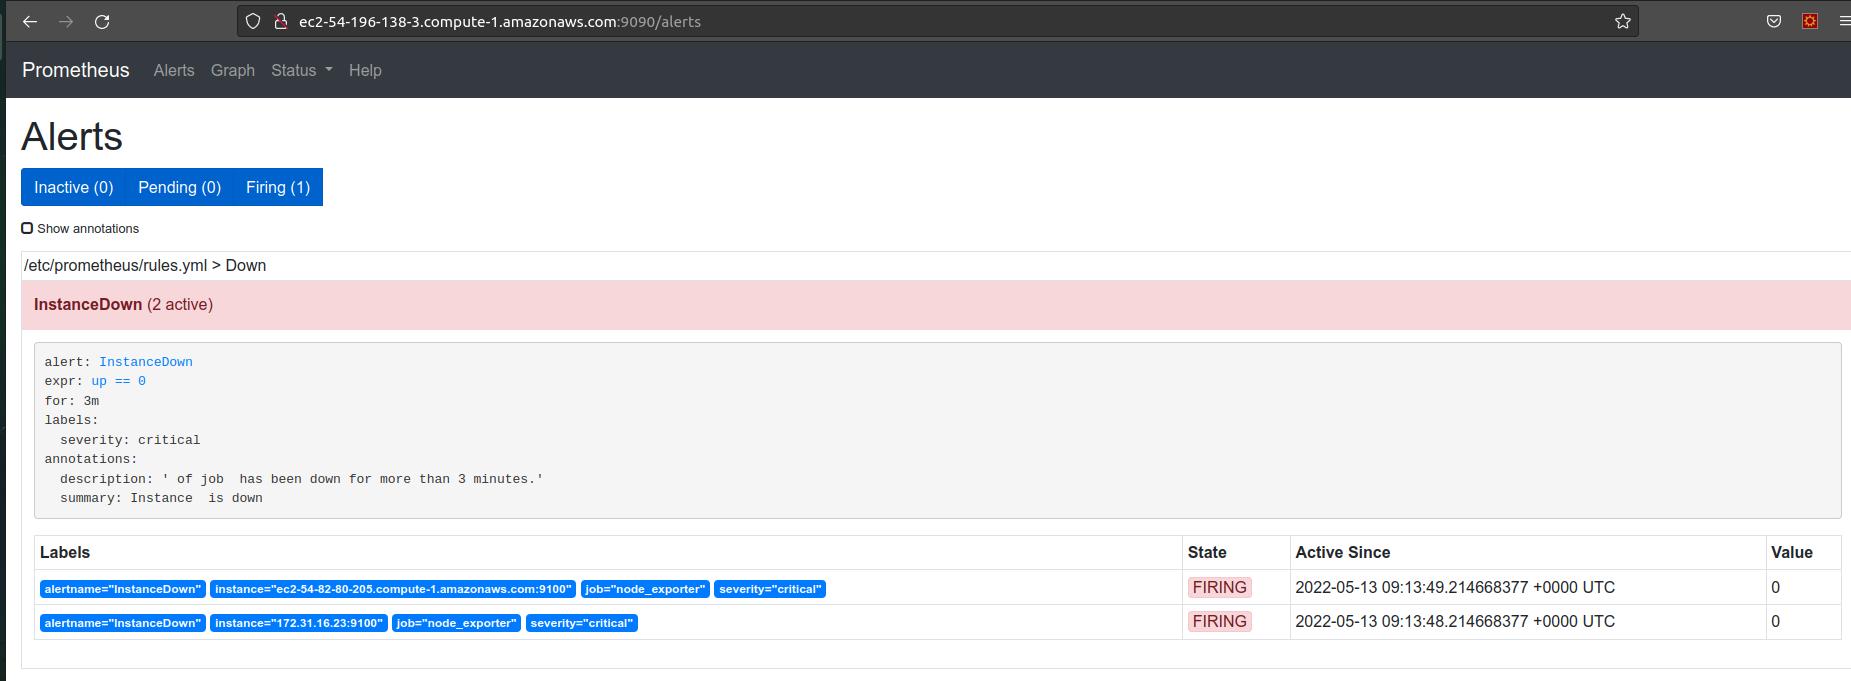 ec2-54-196-138-3.compute-1.amazonaws.com:9090/alerts
Prometheus Alerts Graph Status Help
Alerts
Inactive (0) Pending (0) Firing (1)
Show annotations
/etc/prometheus/rules.yml > Down
InstanceDown (2 active)
alert: InstanceDown
expr: up == 0
for: 3m
labels:
  severity: critical
annotations:
  description: ' of job  has been down for more than 3 minutes.'
  summary: Instance  is down
Labels State Active Since Value
alertname="InstanceDown" instance="ec2-54-82-80-205.compute-1.amazonaws.com:9100" job="node_exporter" severity="critical" FIRING 2022-05-13 09:13:49.214668377 +0000 UTC 0
alertname="InstanceDown" instance="172.31.16.23:9100" job="node_exporter" severity="critical" FIRING 2022-05-13 09:13:48.214668377 +0000 UTC 0